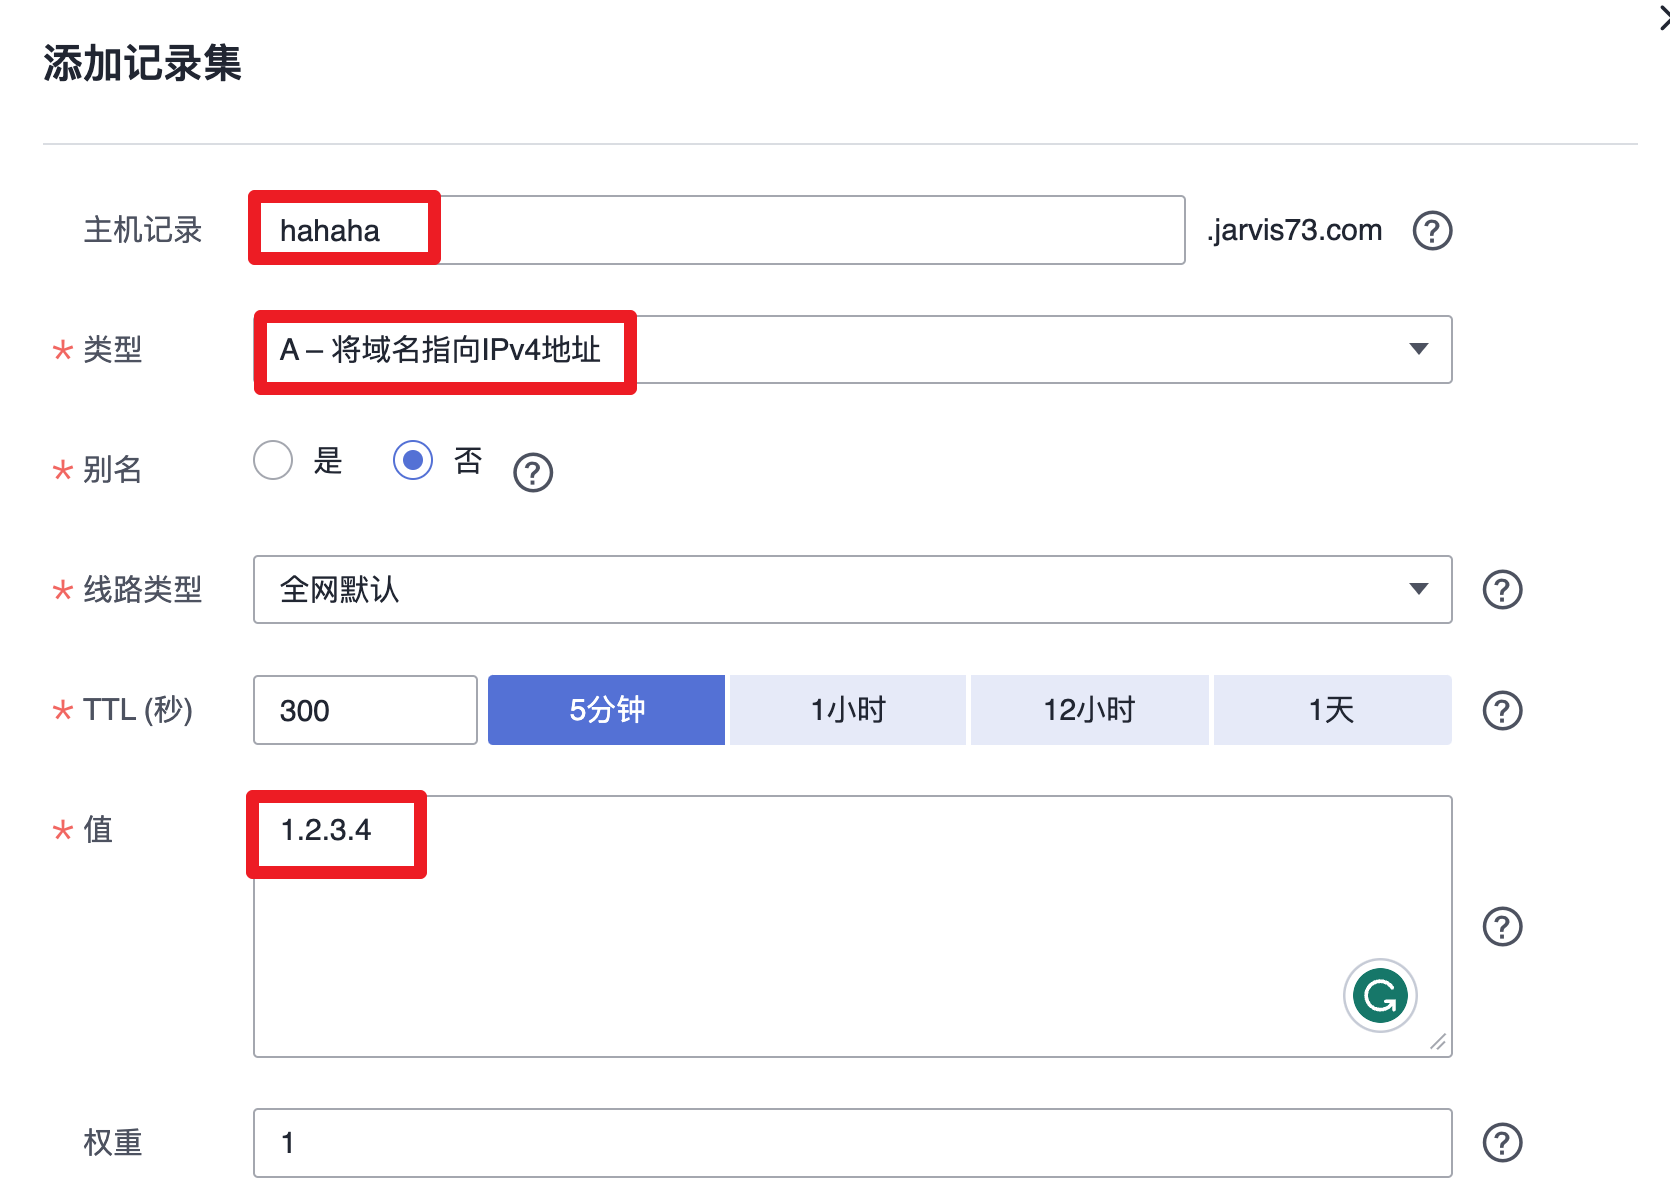 添加记录集
主机记录 hahaha .jarvis73.com ?
* 类型 A – 将域名指向IPv4地址
* 别名 是 否 ?
* 线路类型 全网默认 ?
* TTL (秒) 300 5分钟 1小时 12小时 1天 ?
* 值 1.2.3.4 ?
权重 1 ?